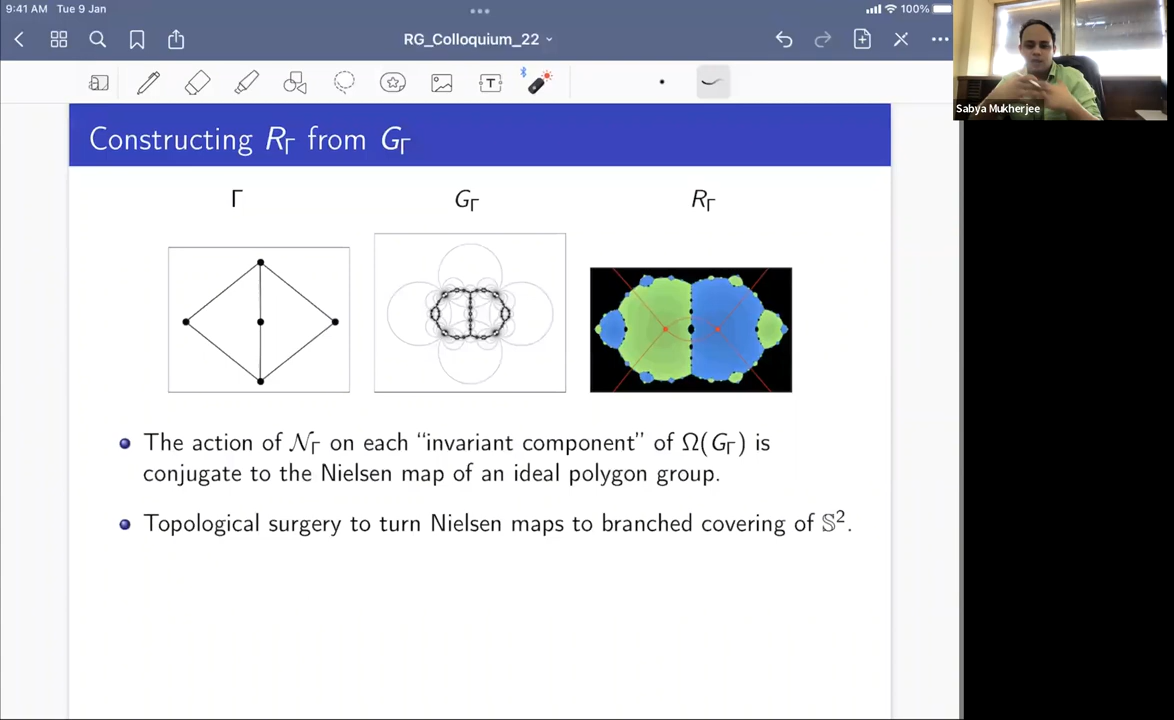 9:41 AM Tue 9 Jan
100%
RG_Colloquium_22
T
Sabya Mukherjee
Constructing R_Γ from G_Γ
Γ
G_Γ
R_Γ
The action of 𝒩_Γ on each “invariant component” of Ω(G_Γ) is
conjugate to the Nielsen map of an ideal polygon group.
Topological surgery to turn Nielsen maps to branched covering of 𝕊².